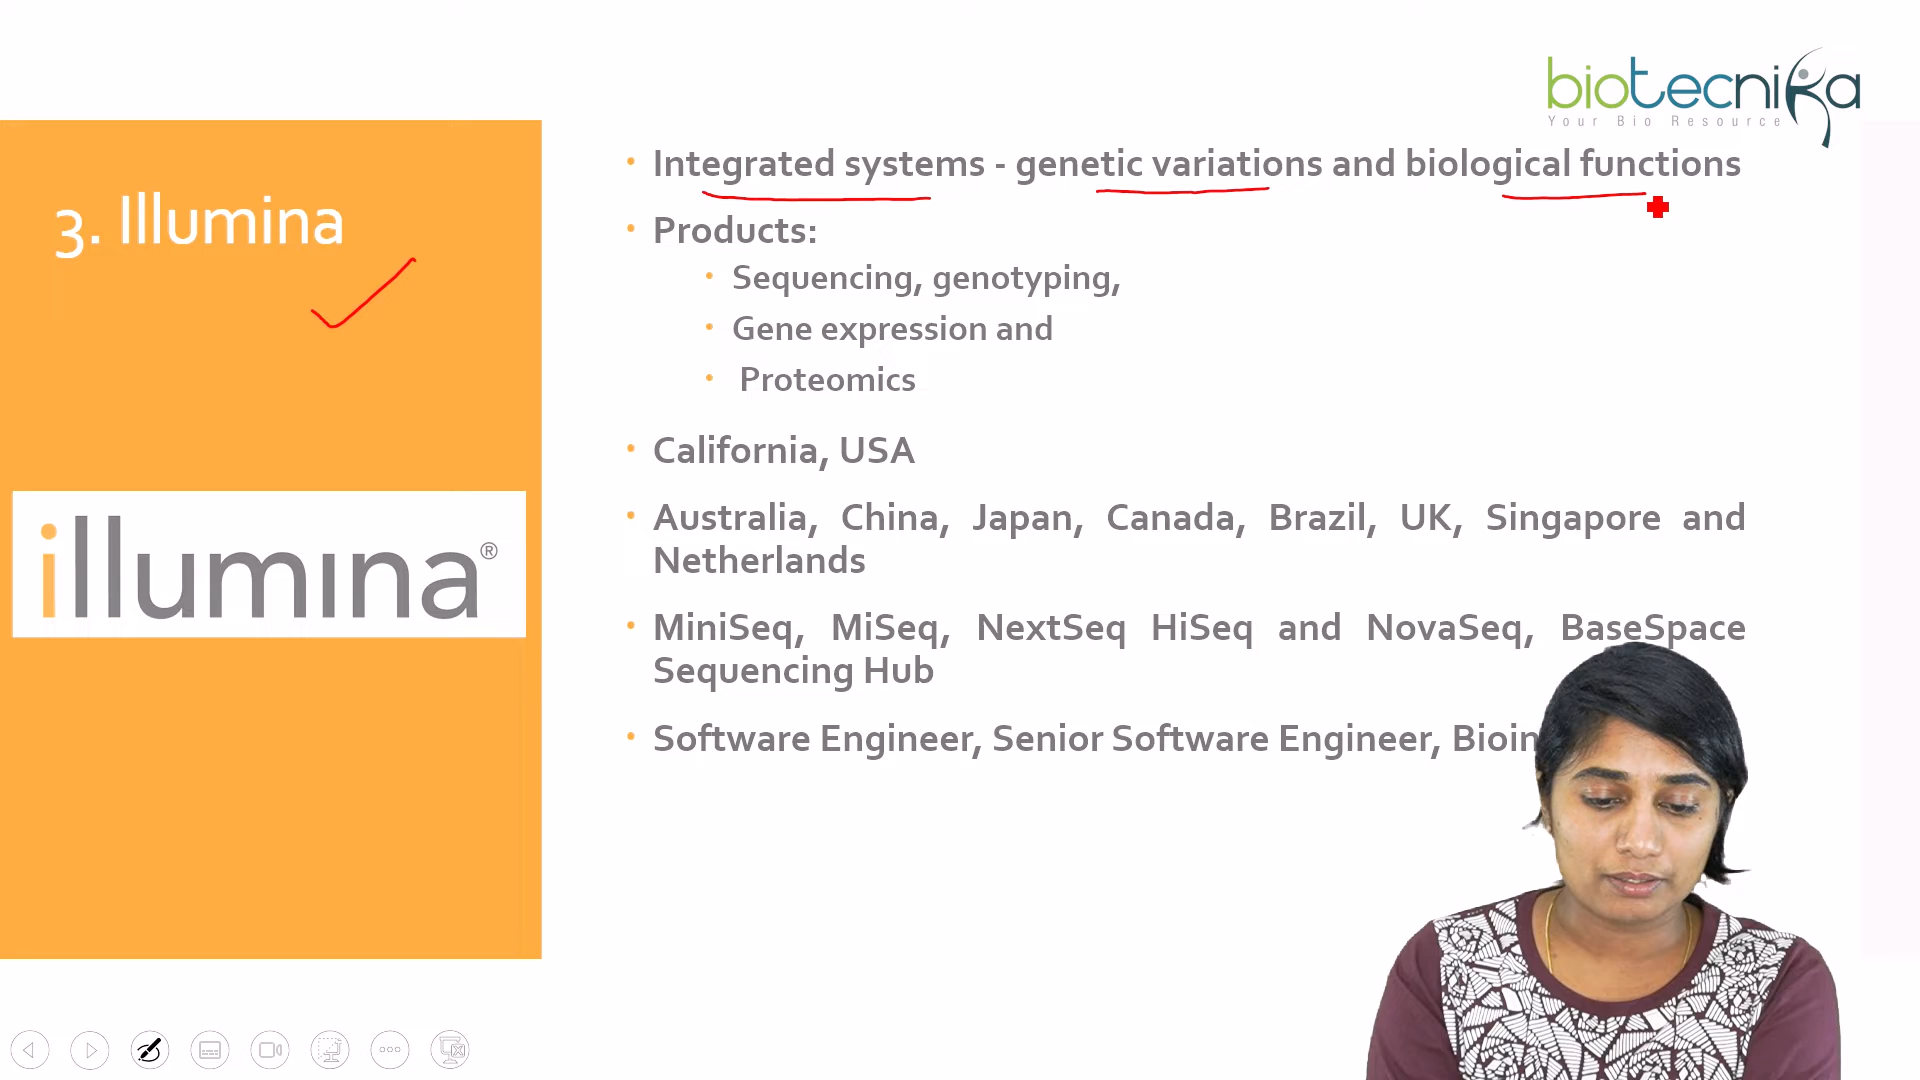 biotecnika
Your Bio Resource
3. Illumina
illumina®
• Integrated systems - genetic variations and biological functions
• Products:
• Sequencing, genotyping,
• Gene expression and
• Proteomics
• California, USA
• Australia, China, Japan, Canada, Brazil, UK, Singapore and
Netherlands
• MiniSeq, MiSeq, NextSeq HiSeq and NovaSeq, BaseSpace
Sequencing Hub
• Software Engineer, Senior Software Engineer,